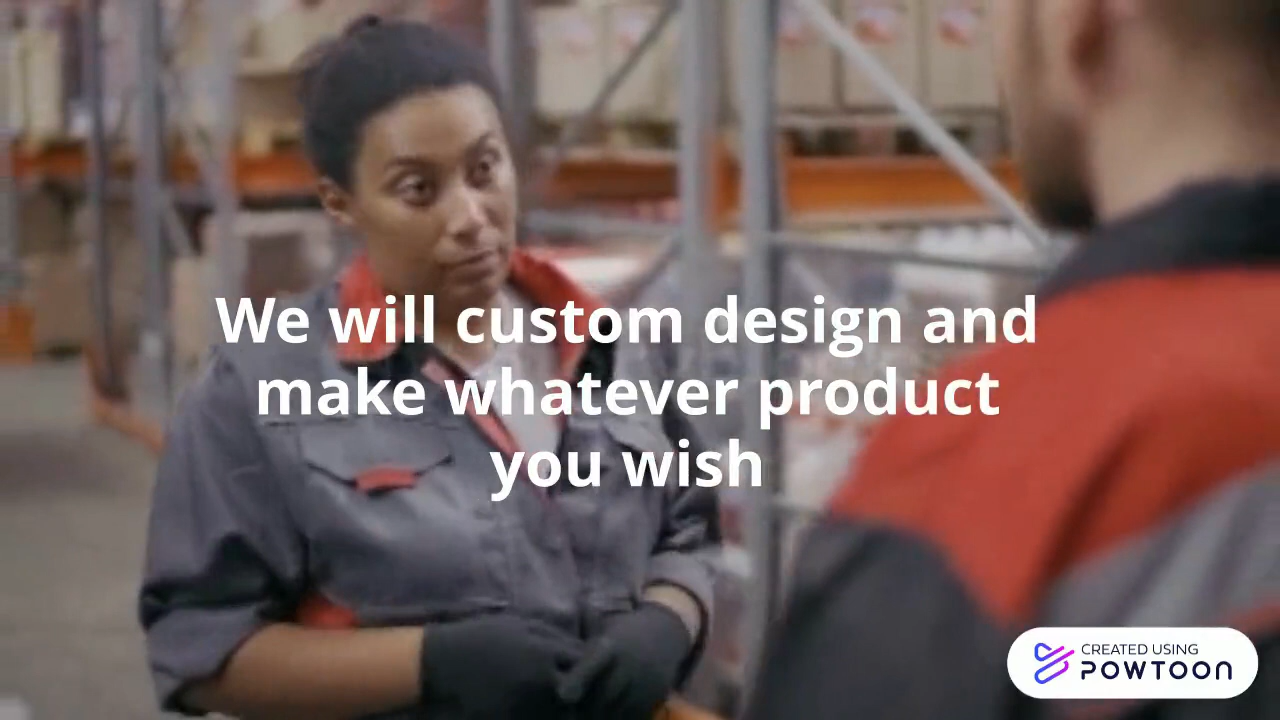 We will custom design and
make whatever product
you wish
CREATED USING
POWTOON